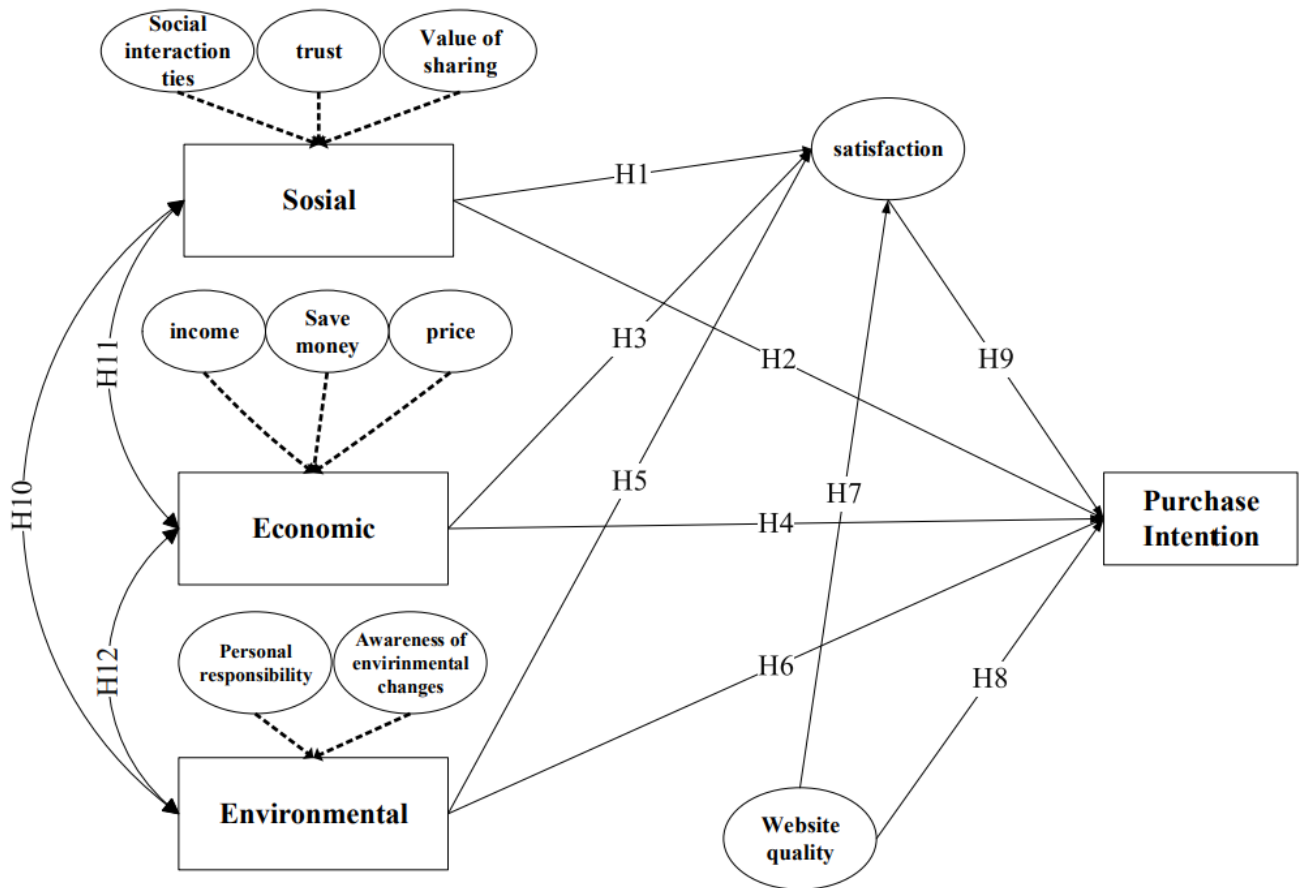 Social
interaction
ties
trust
Value of
sharing
satisfaction
H1
Sosial
income
Save
money
price
H3
H2
H9
H11
H10
H5
H7
H4
Economic
Purchase
Intention
Personal
responsibility
Awareness of
envirinmental
changes
H12
H6
H8
Environmental
Website
quality